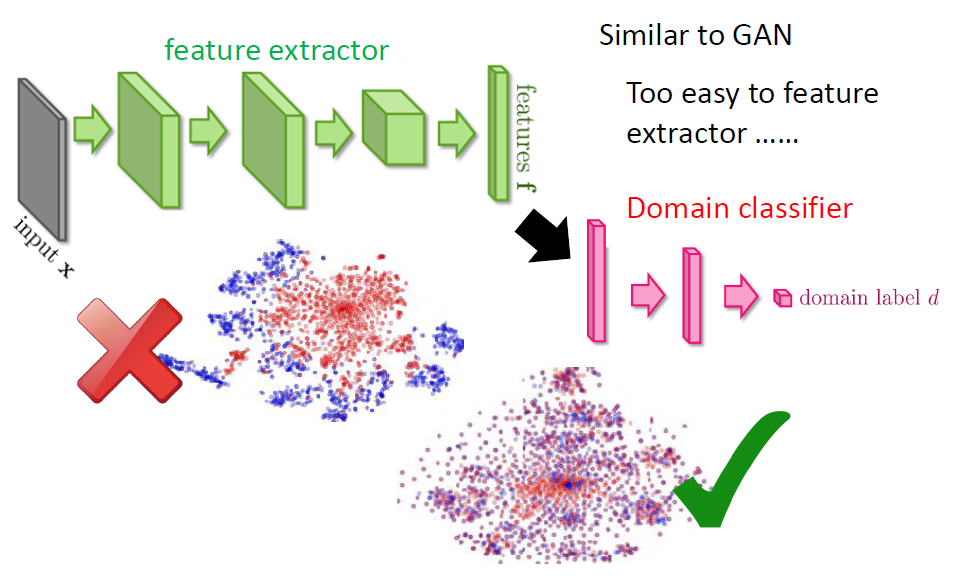 feature extractor
Similar to GAN
Too easy to feature
extractor ……
input x
features f
Domain classifier
domain label d